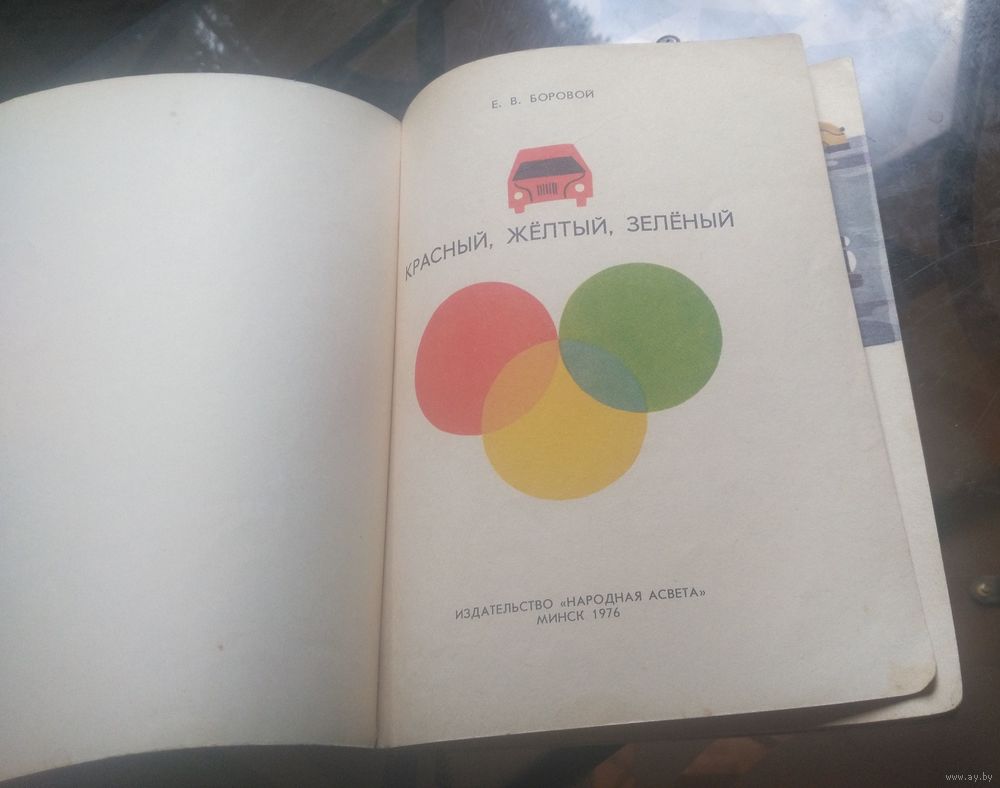 Е. В. БОРОВОЙ
КРАСНЫЙ, ЖЁЛТЫЙ, ЗЕЛЁНЫЙ
ИЗДАТЕЛЬСТВО «НАРОДНАЯ АСВЕТА»
МИНСК 1976
www.ay.by